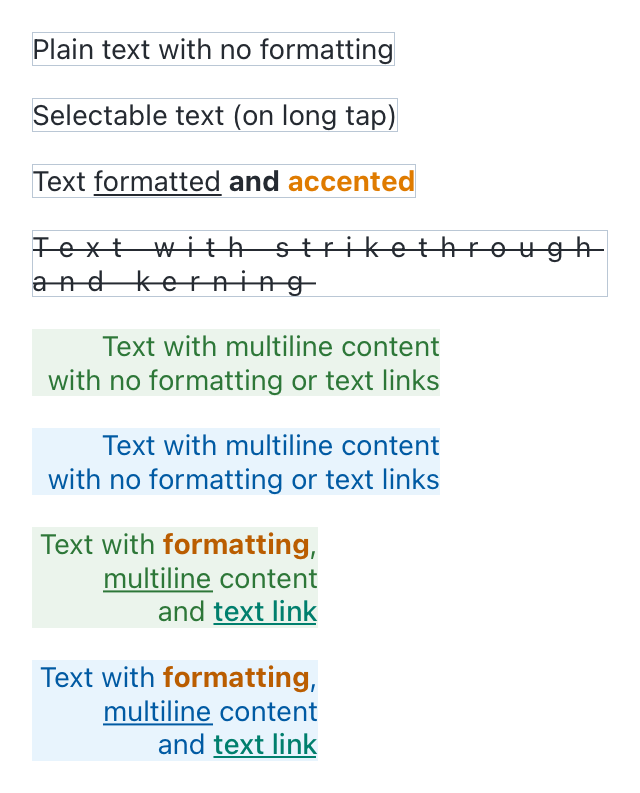 Plain text with no formatting
Selectable text (on long tap)
Text formatted and accented
Text with strikethrough
and kerning
Text with multiline content
with no formatting or text links
Text with multiline content
with no formatting or text links
Text with formatting,
multiline content
and text link
Text with formatting,
multiline content
and text link